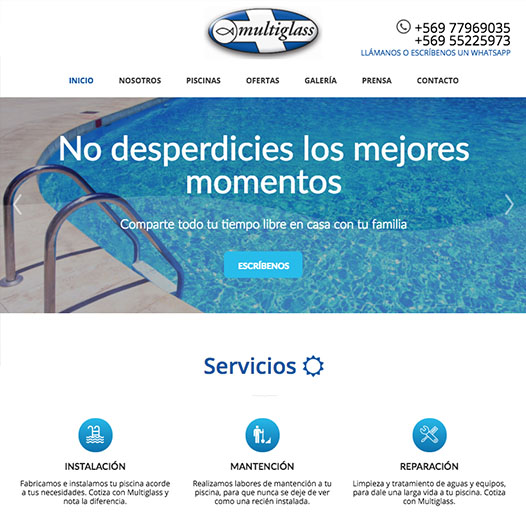 multiglass
+569 77969035
+569 55225973
LLÁMANOS O ESCRÍBENOS UN WHATSAPP
INICIO NOSOTROS PISCINAS OFERTAS GALERÍA PRENSA CONTACTO
No desperdicies los mejores
momentos
Comparte todo tu tiempo libre en casa con tu familia
ESCRÍBENOS
Servicios
INSTALACIÓN
Fabricamos e instalamos tu piscina acorde
a tus necesidades. Cotiza con Multiglass y
nota la diferencia.
MANTENCIÓN
Realizamos labores de mantención a tu
piscina, para que nunca se deje de ver
como una recién instalada.
REPARACIÓN
Limpieza y tratamiento de aguas y equipos,
para dale una larga vida a tu piscina. Cotiza
con Multiglass.